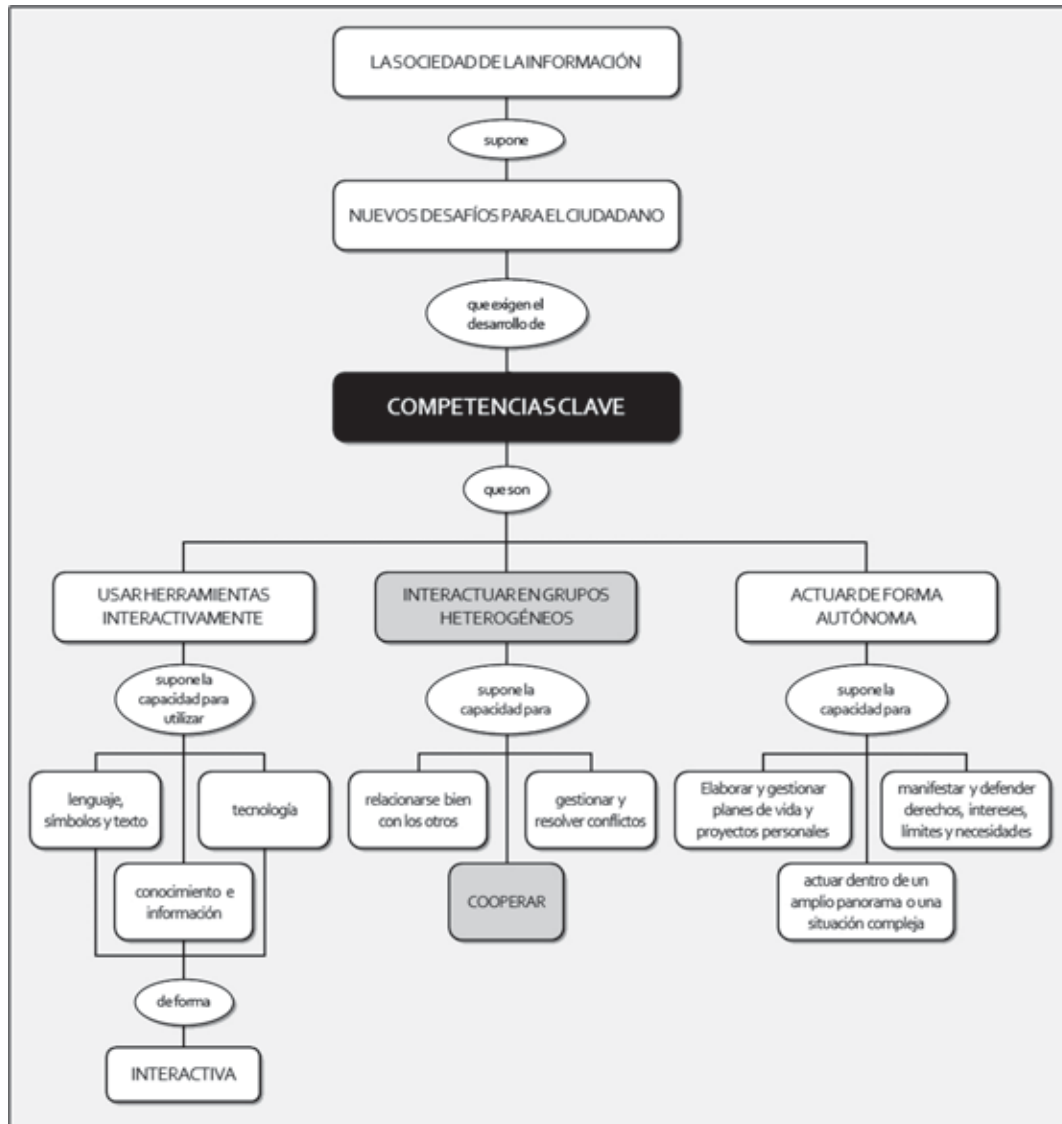 LA SOCIEDAD DE LA INFORMACIÓN
supone
NUEVOS DESAFÍOS PARA EL CIUDADANO
que exígen el
desarrollo de
COMPETENCIAS CLAVE
que son
USAR HERRAMIENTAS
INTERACTIVAMENTE
INTERACTUAR EN GRUPOS
HETEROGÉNEOS
ACTUAR DE FORMA
AUTÓNOMA
supone la
capacidad para
utilizar
supone la
capacidad para
supone la
capacidad para
lenguaje,
símbolos y texto
tecnología
relacionarse bien
con los otros
gestionar y
resolver conflictos
Elaborar y gestionar
planes de vida y
proyectos personales
manifestar y defender
derechos, intereses,
límites y necesidades
conocimiento e
información
COOPERAR
actuar dentro de un
amplio panorama o una
situación compleja
de forma
INTERACTIVA